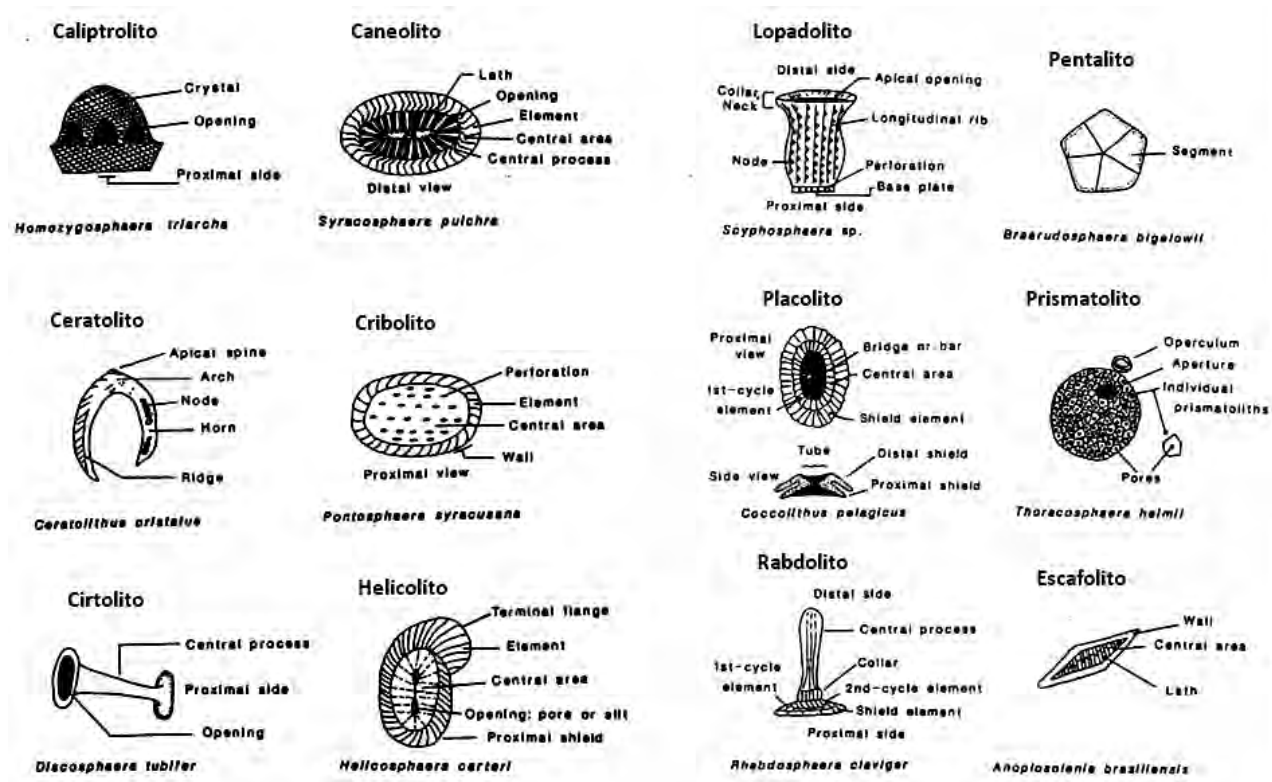 Caliptrolito
Crystal
Opening
Proximal side
Homozygosphaera triarcha
Caneolito
Lath
Opening
Element
Central area
Central process
Distal view
Syracosphaera pulchra
Lopadolito
Distal side
Apical opening
Collar,
Neck
Longitudinal rib
Node
Perforation
Base plate
Proximal side
Scyphosphaera sp.
Pentalito
Segment
Braarudosphaera bigelowii
Ceratolito
Apical spine
Arch
Node
Horn
Ridge
Ceratolithus cristatus
Cribolito
Perforation
Element
Central area
Wall
Proximal view
Pontosphaera syracusana
Placolito
Proximal
view
Bridge or bar
Central area
1st-cycle
element
Shield element
Tube
Side view
Distal shield
Proximal shield
Coccolithus pelagicus
Prismatolito
Operculum
Aperture
Individual
prismatoliths
Pores
Thoracosphaera heimii
Cirtolito
Central process
Proximal side
Opening
Discosphaera tubifer
Helicolito
Terminal flange
Element
Central area
Opening: pore or slit
Proximal shield
Helicosphaera carteri
Rabdolito
Distal side
Central process
Collar
1st-cycle
element
2nd-cycle element
Shield element
Proximal side
Rhabdosphaera claviger
Escafolito
Wall
Central area
Lath
Anoplosolenia brasiliensis